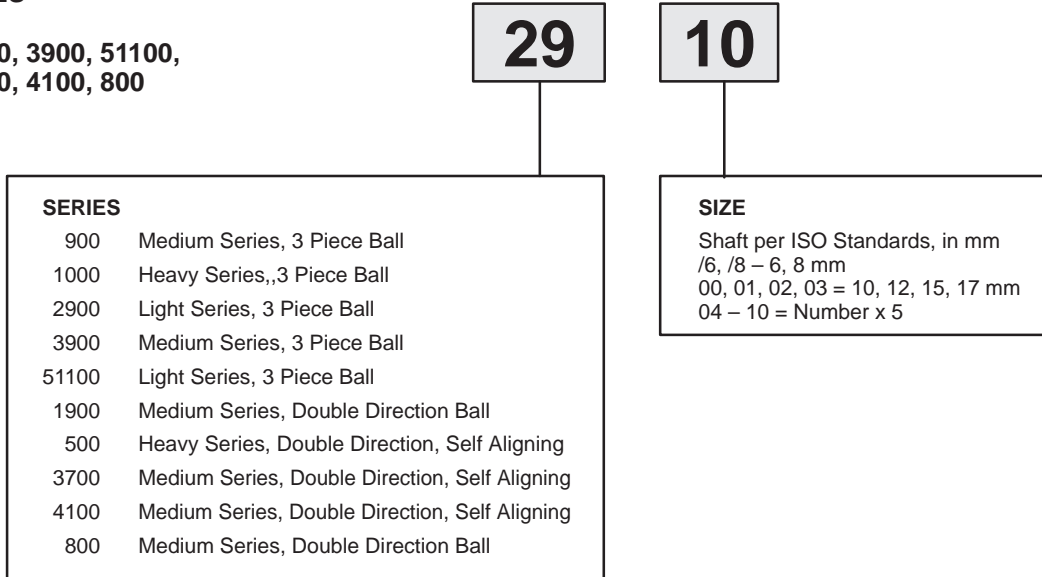 0, 3900, 51100,
0, 4100, 800
29
10
SERIES
900 Medium Series, 3 Piece Ball
1000 Heavy Series,,3 Piece Ball
2900 Light Series, 3 Piece Ball
3900 Medium Series, 3 Piece Ball
51100 Light Series, 3 Piece Ball
1900 Medium Series, Double Direction Ball
500 Heavy Series, Double Direction, Self Aligning
3700 Medium Series, Double Direction, Self Aligning
4100 Medium Series, Double Direction, Self Aligning
800 Medium Series, Double Direction Ball
SIZE
Shaft per ISO Standards, in mm
/6, /8 – 6, 8 mm
00, 01, 02, 03 = 10, 12, 15, 17 mm
04 – 10 = Number x 5